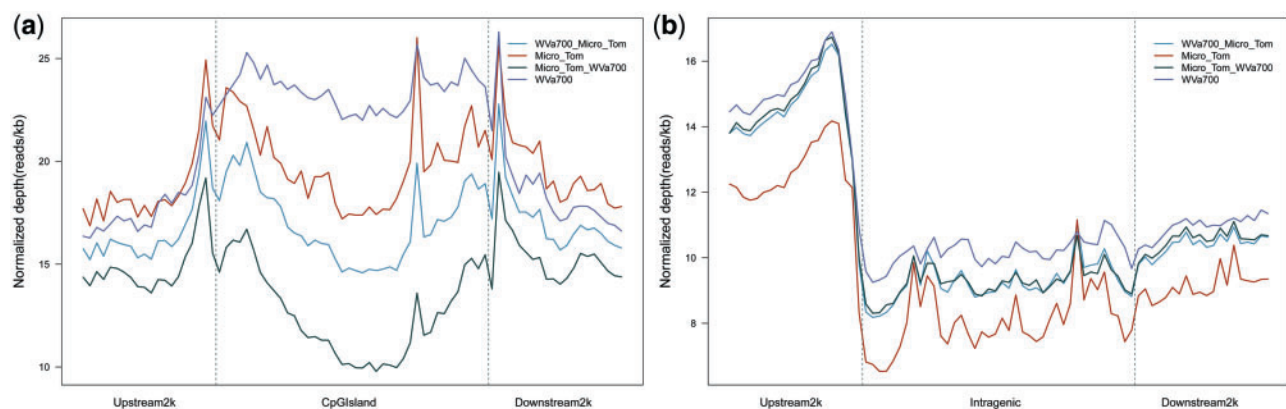 (a)
Normalized depth(reads/kb)
25
20
15
10
WVa700_Micro_Tom
Micro_Tom
Micro_Tom_WVa700
WVa700
Upstream2k
CpGIsland
Downstream2k
(b)
Normalized depth(reads/kb)
16
14
12
10
8
WVa700_Micro_Tom
Micro_Tom
Micro_Tom_WVa700
WVa700
Upstream2k
Intragenic
Downstream2k